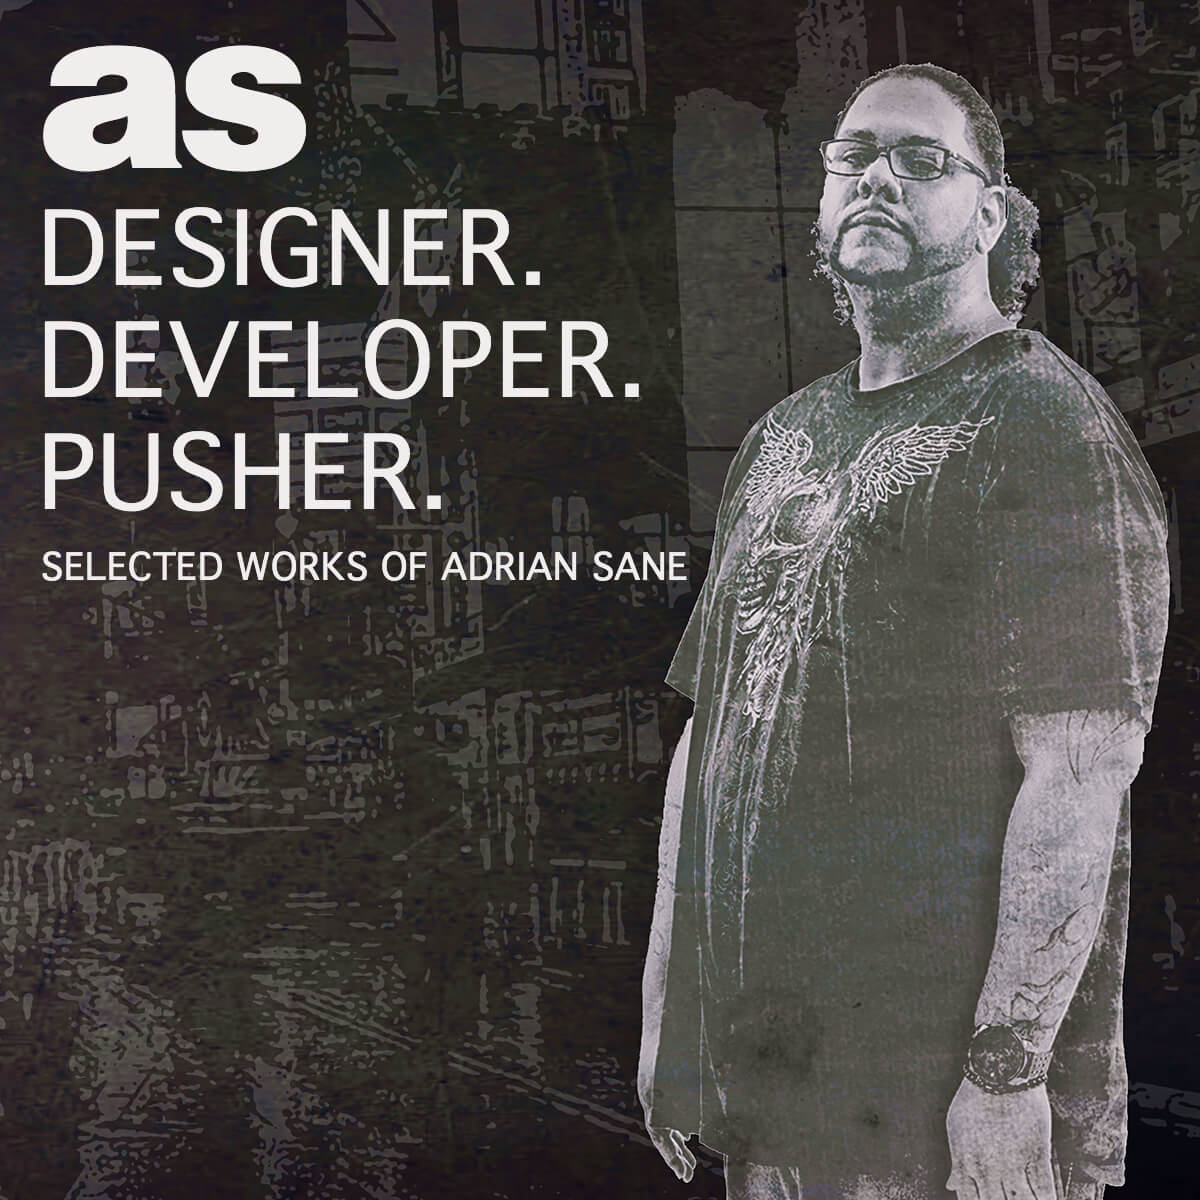 as
DESIGNER.
DEVELOPER.
PUSHER.
SELECTED WORKS OF ADRIAN SANE